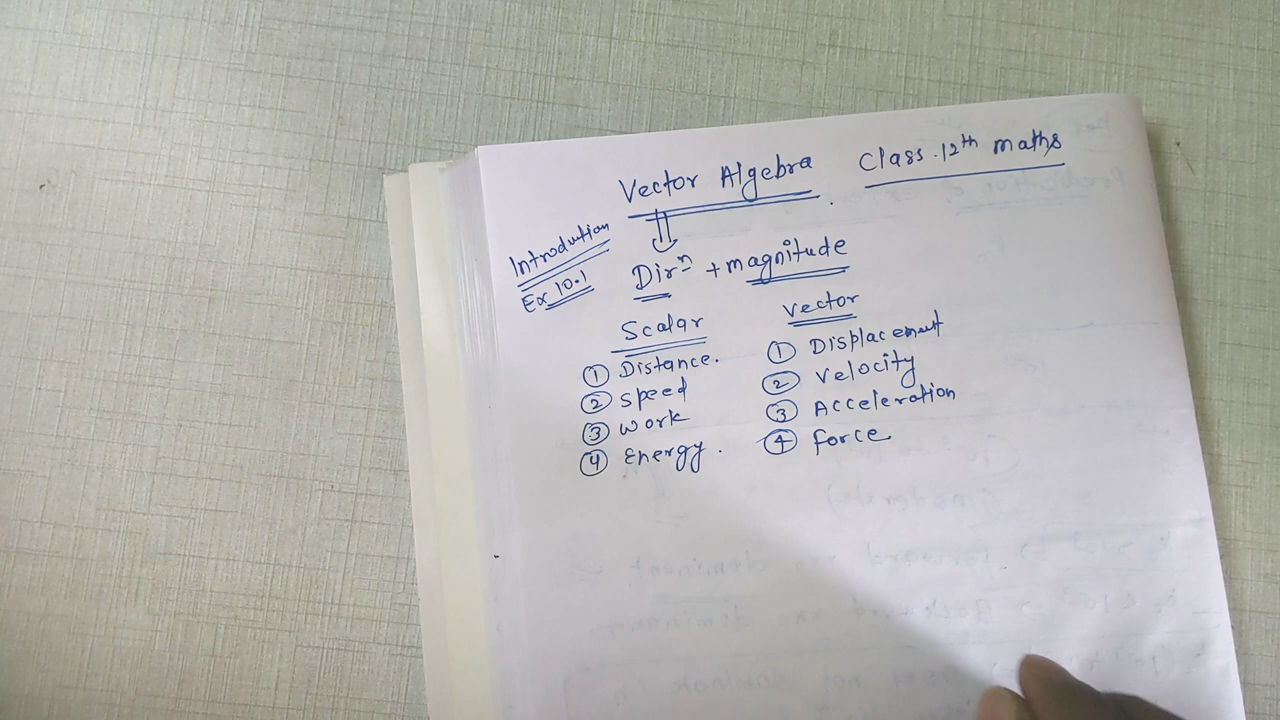 Vector Algebra. Class.12th maths
Introdution
Ex 10.1
Dirn + magnitude
Scalar
① Distance.
② Speed
③ Work
④ Energy.
Vector
① Displacement
② Velocity
③ Acceleration
④ force